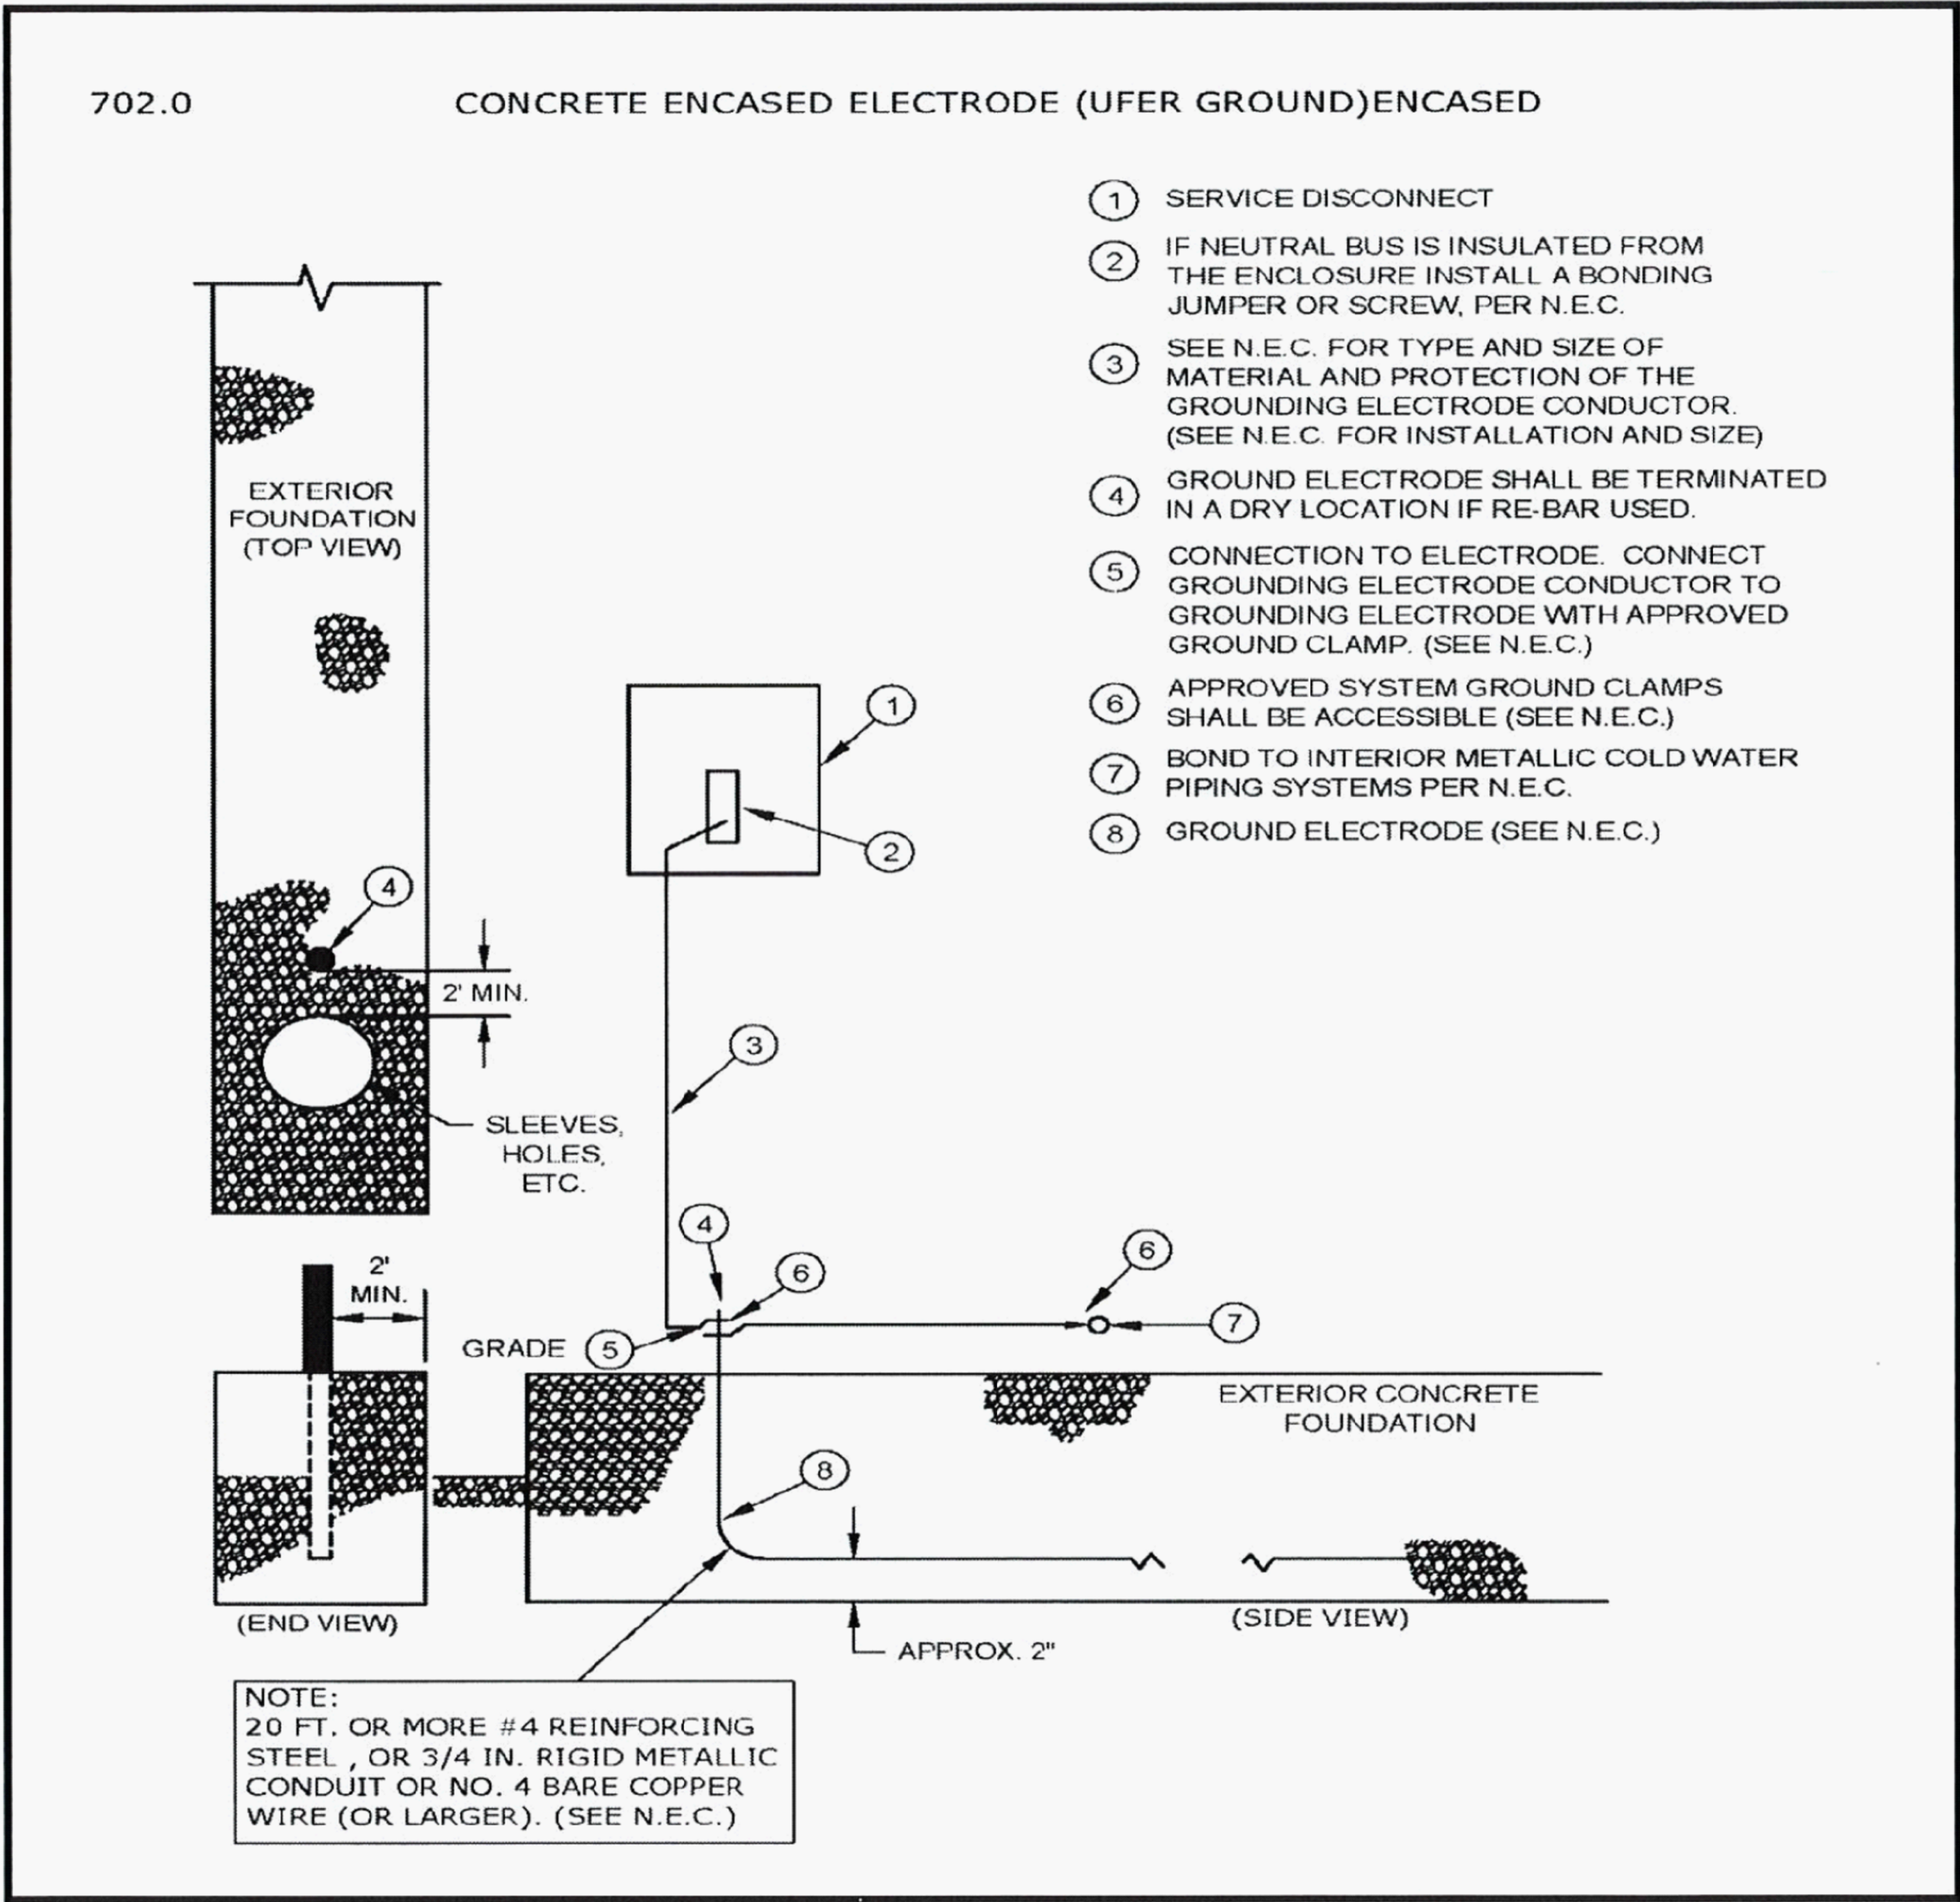 702.0
CONCRETE ENCASED ELECTRODE (UFER GROUND)ENCASED
1 SERVICE DISCONNECT
2 IF NEUTRAL BUS IS INSULATED FROM
THE ENCLOSURE INSTALL A BONDING
JUMPER OR SCREW, PER N.E.C.
3 SEE N.E.C. FOR TYPE AND SIZE OF
MATERIAL AND PROTECTION OF THE
GROUNDING ELECTRODE CONDUCTOR.
(SEE N.E.C. FOR INSTALLATION AND SIZE)
4 GROUND ELECTRODE SHALL BE TERMINATED
IN A DRY LOCATION IF RE-BAR USED.
5 CONNECTION TO ELECTRODE. CONNECT
GROUNDING ELECTRODE CONDUCTOR TO
GROUNDING ELECTRODE WITH APPROVED
GROUND CLAMP. (SEE N.E.C.)
6 APPROVED SYSTEM GROUND CLAMPS
SHALL BE ACCESSIBLE (SEE N.E.C.)
7 BOND TO INTERIOR METALLIC COLD WATER
PIPING SYSTEMS PER N.E.C.
8 GROUND ELECTRODE (SEE N.E.C.)
EXTERIOR
FOUNDATION
(TOP VIEW)
4
2' MIN.
SLEEVES,
HOLES,
ETC.
1
2
3
4
6
5
6
7
2'
MIN.
GRADE
EXTERIOR CONCRETE
FOUNDATION
8
(END VIEW)
(SIDE VIEW)
APPROX. 2"
NOTE:
20 FT. OR MORE #4 REINFORCING
STEEL , OR 3/4 IN. RIGID METALLIC
CONDUIT OR NO. 4 BARE COPPER
WIRE (OR LARGER). (SEE N.E.C.)